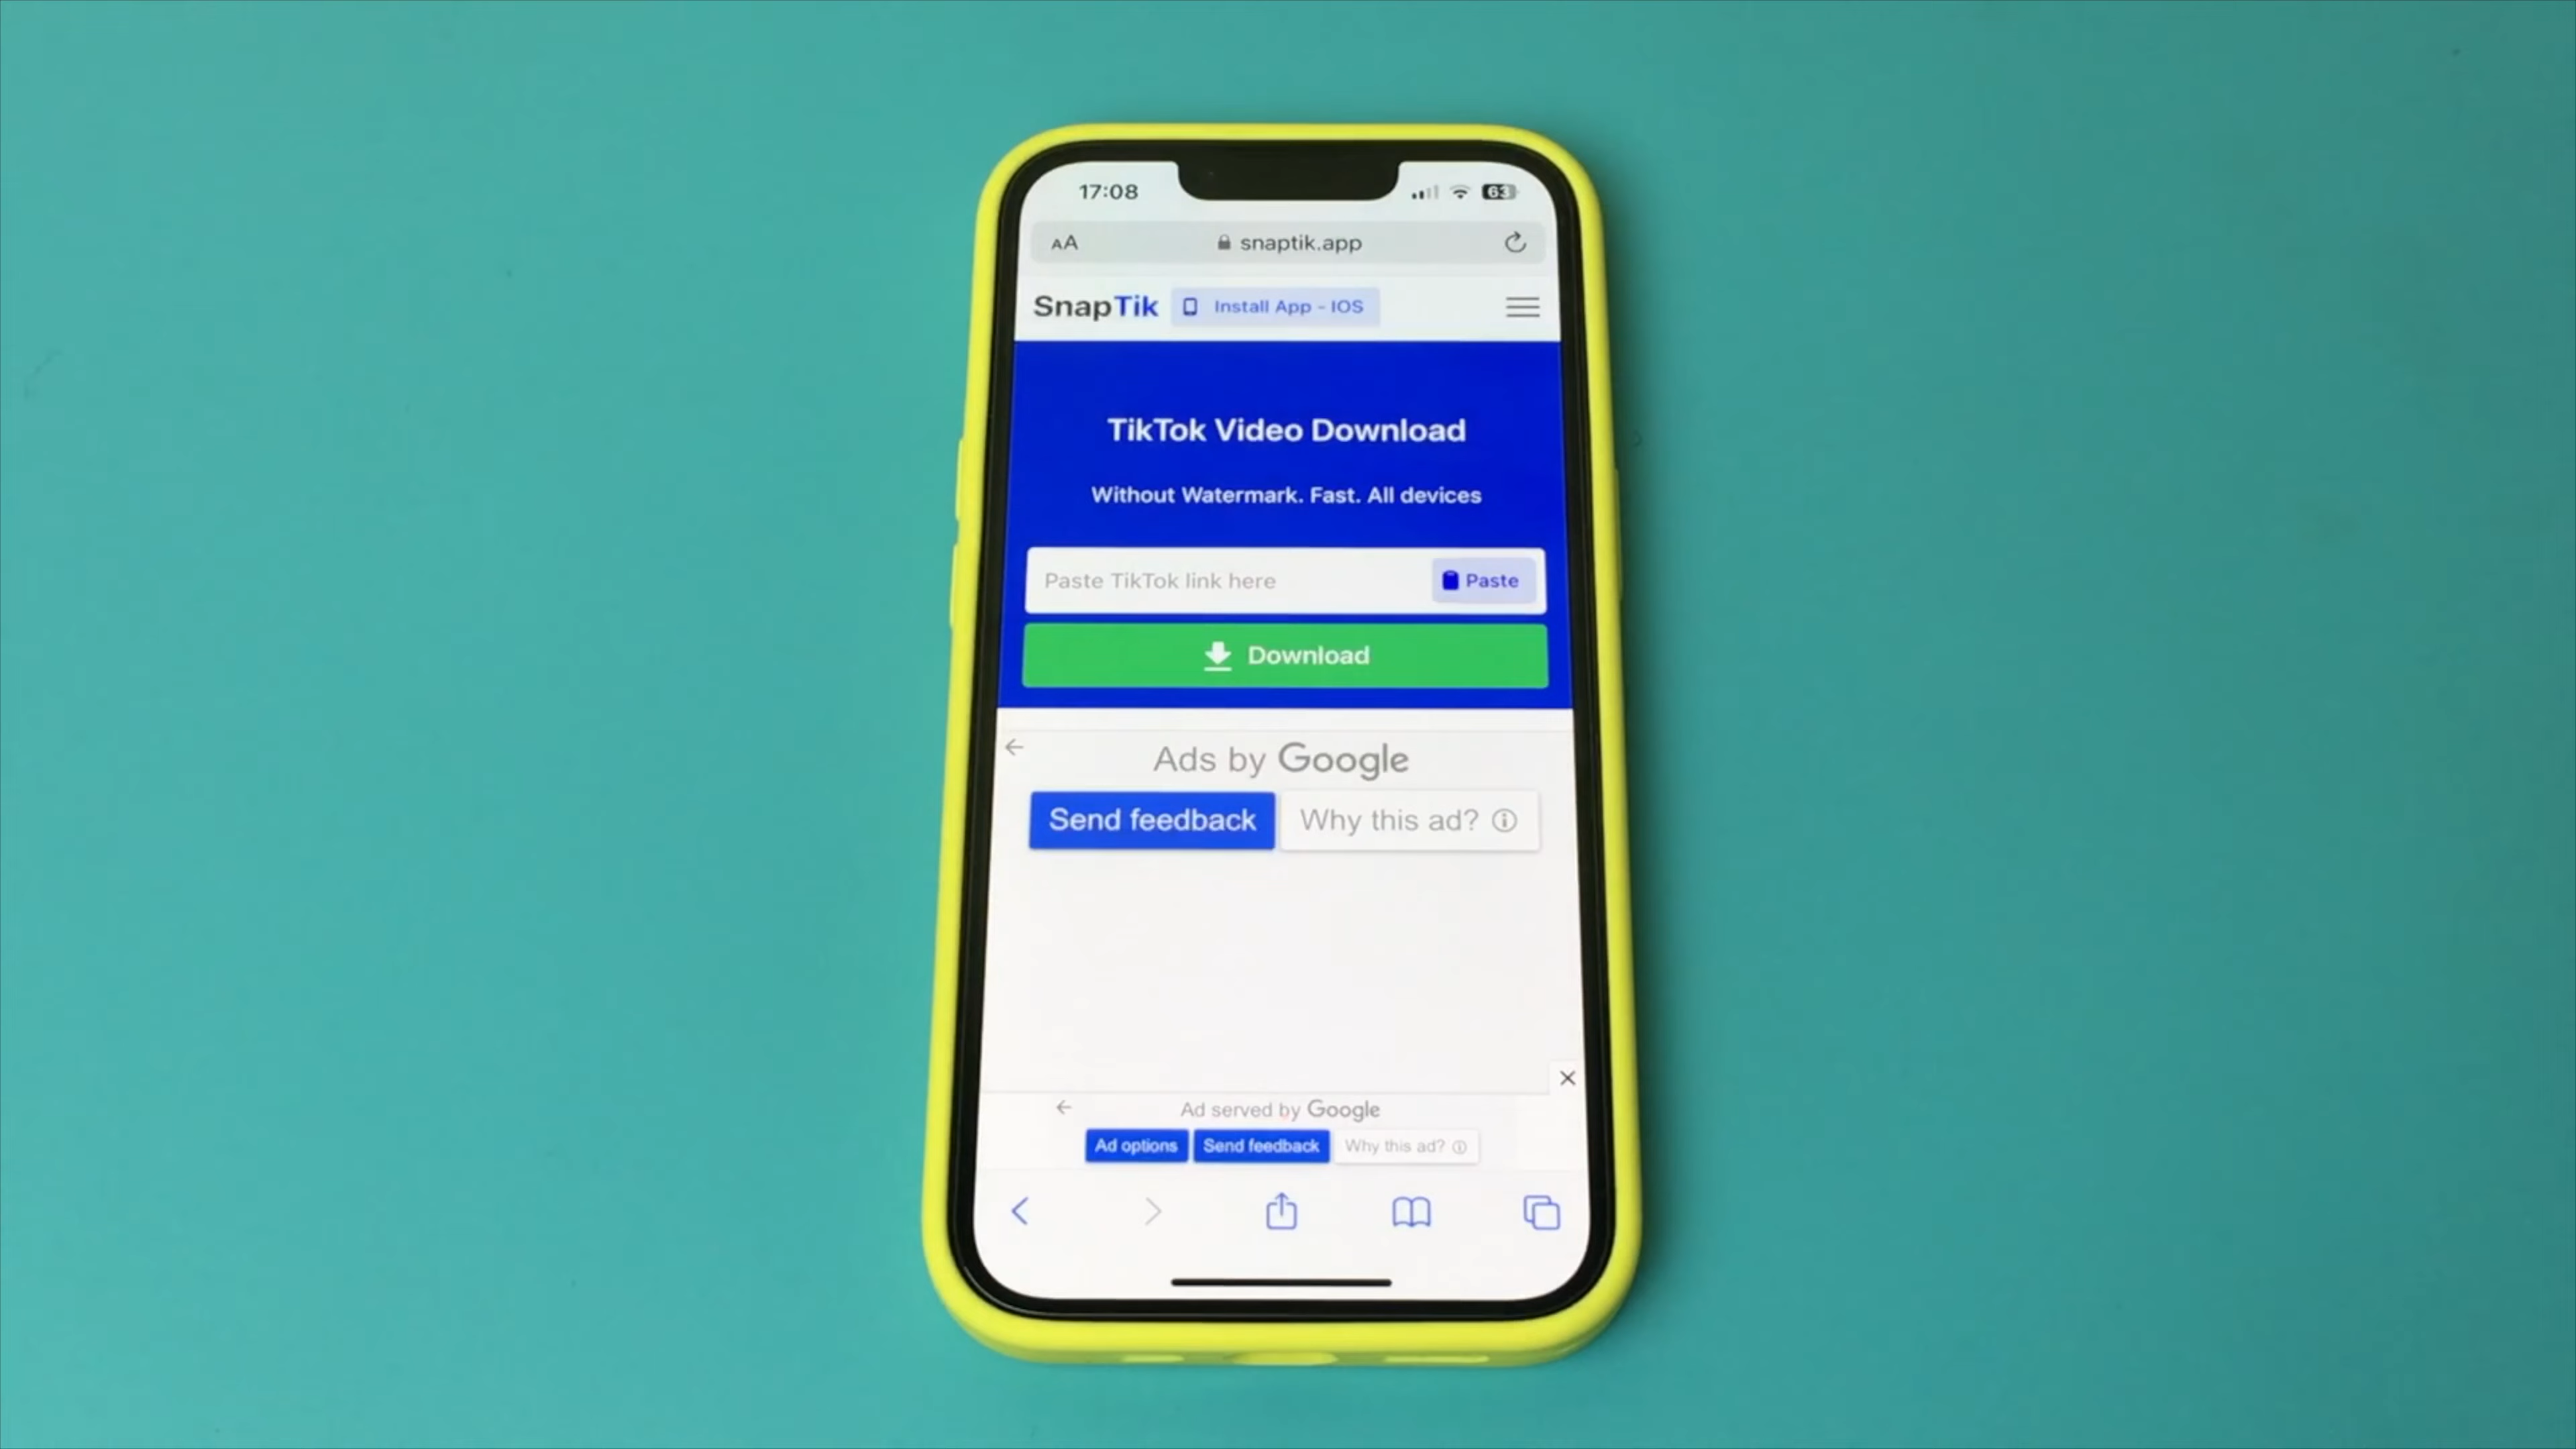 17:08 63
AA snaptik.app
SnapTik Install App - IOS
TikTok Video Download
Without Watermark. Fast. All devices
Paste TikTok link here Paste
Download
Ads by Google
Send feedback Why this ad?
Ad served by Google
Ad options Send feedback Why this ad?